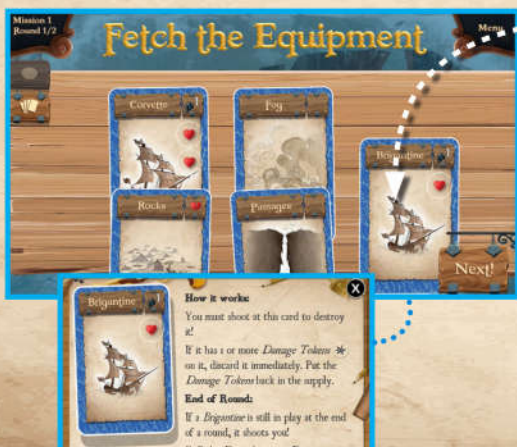 Mission 1
Round 1/2
Fetch the Equipment
Menu
Corvette 1
Fog
Brigantine 1
Rocks
Passages
Next!
X
Brigantine 1
How it works:
You must shoot at this card to destroy
it!
If it has 1 or more Damage Tokens
on it, discard it immediately. Put the
Damage Tokens back in the supply.
End of Round:
If a Brigantine is still in play at the end
of a round, it shoots you!